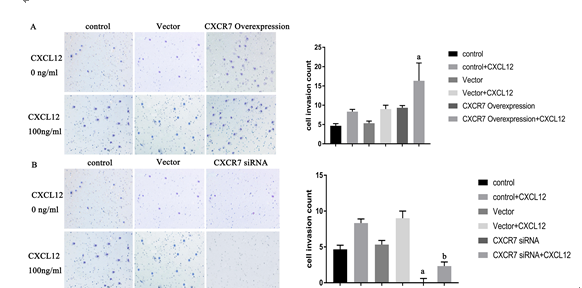 A
control Vector CXCR7 Overexpression
CXCL12
0 ng/ml
CXCL12
100ng/ml
cell invasion count
25
20
15
10
5
0
a
control
control+CXCL12
Vector
Vector+CXCL12
CXCR7 Overexpression
CXCR7 Overexpression+CXCL12
B
control Vector CXCR7 siRNA
CXCL12
0 ng/ml
CXCL12
100ng/ml
cell invasion count
15
10
5
0
a
b
control
control+CXCL12
Vector
Vector+CXCL12
CXCR7 siRNA
CXCR7 siRNA+CXCL12